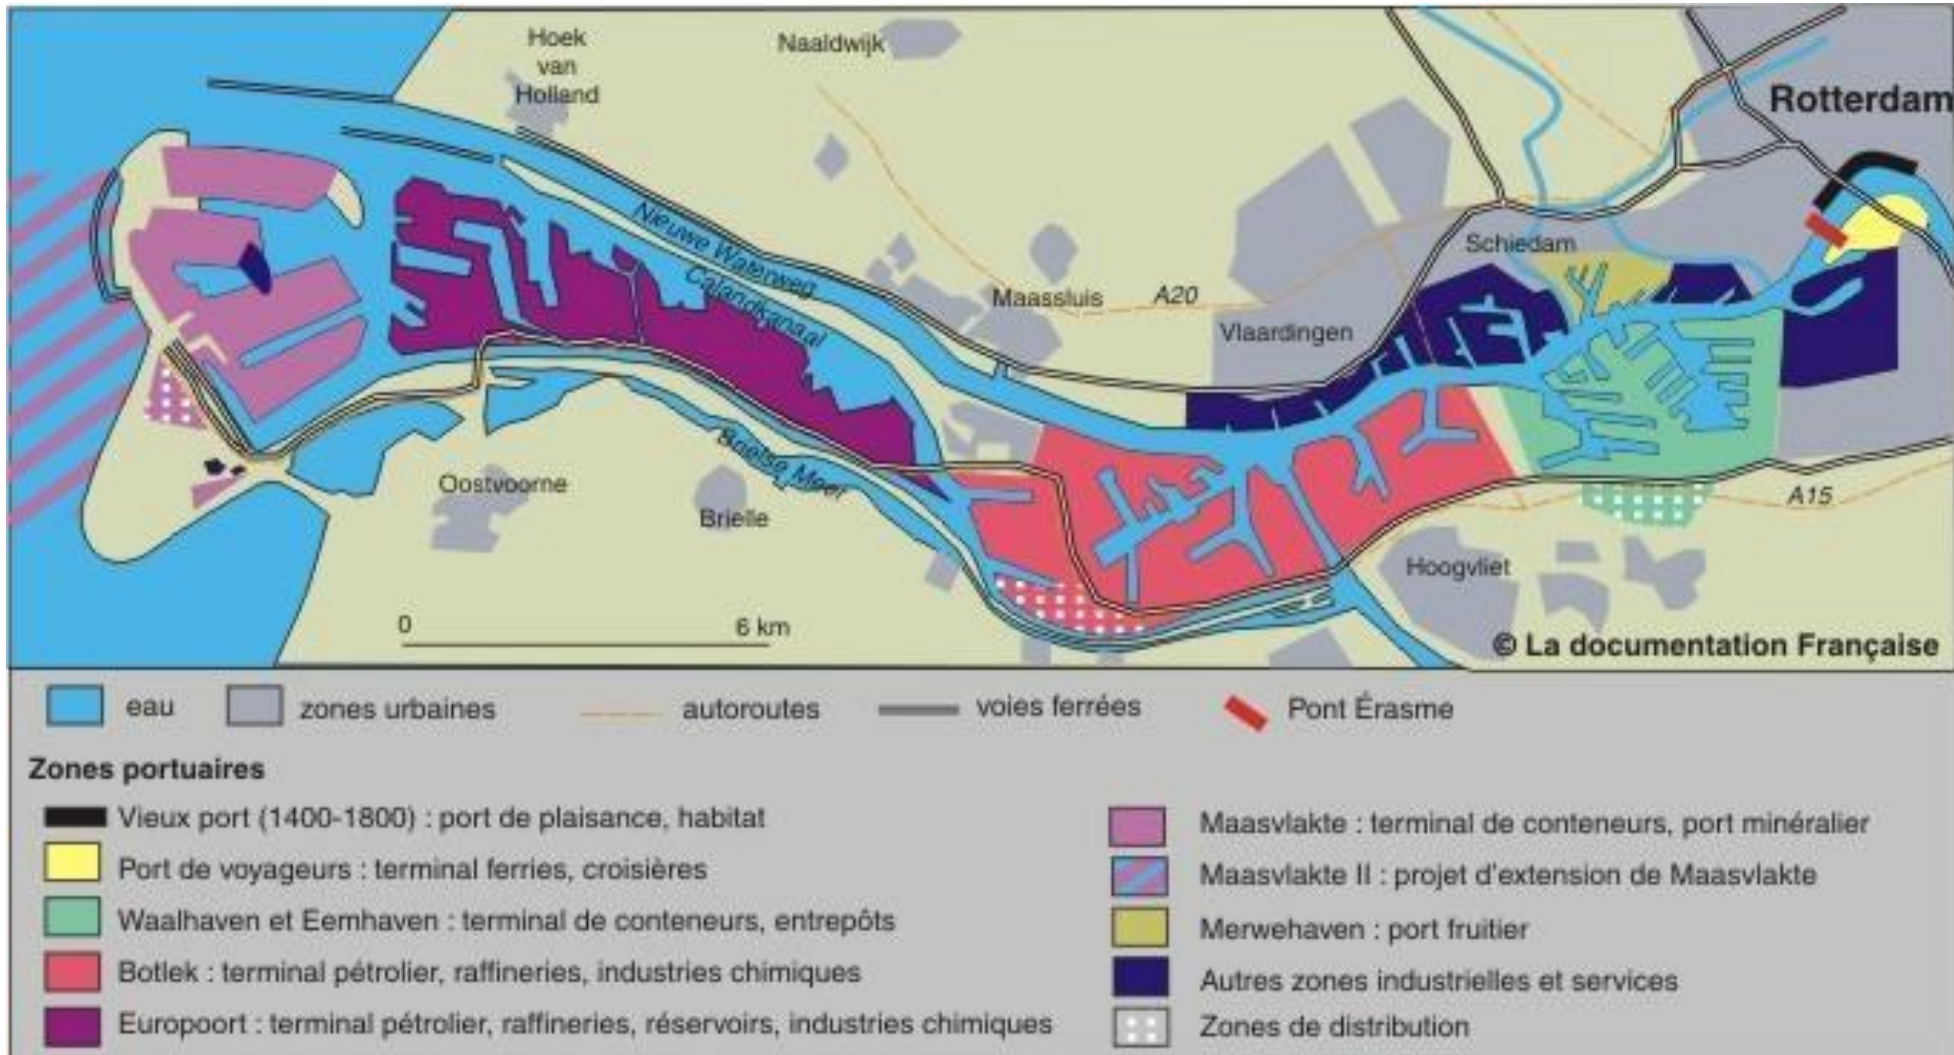 Hoek
van
Holland
Naaldwijk
Rotterdam
Nieuwe Waterweg
Calandkanaal
Maassluis
A20
Schiedam
Vlaardingen
Oostvoorne
Brielle
Brielse Meer
A15
Hoogvliet
0 6 km
© La documentation Française
eau
zones urbaines
autoroutes
voies ferrées
Pont Érasme
Zones portuaires
Vieux port (1400-1800) : port de plaisance, habitat
Port de voyageurs : terminal ferries, croisières
Waalhaven et Eemhaven : terminal de conteneurs, entrepôts
Botlek : terminal pétrolier, raffineries, industries chimiques
Europoort : terminal pétrolier, raffineries, réservoirs, industries chimiques
Maasvlakte : terminal de conteneurs, port minéralier
Maasvlakte II : projet d'extension de Maasvlakte
Merwehaven : port fruitier
Autres zones industrielles et services
Zones de distribution